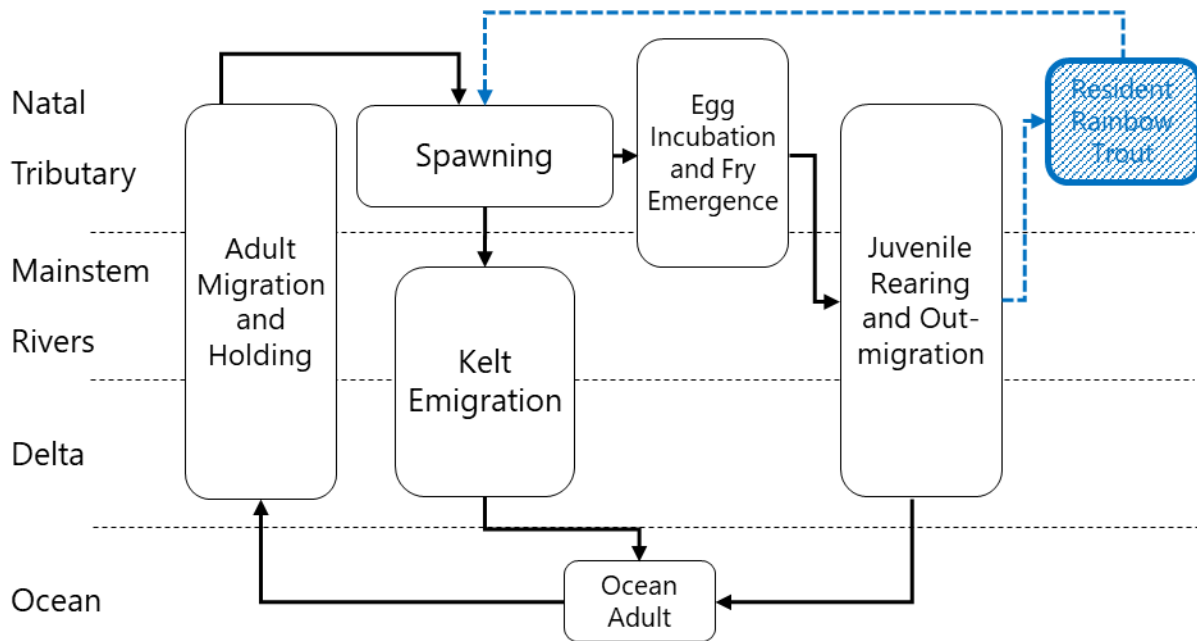 Natal
Tributary
Mainstem
Rivers
Delta
Ocean
Adult
Migration
and
Holding
Spawning
Kelt
Emigration
Egg
Incubation
and Fry
Emergence
Juvenile
Rearing
and Out-
migration
Resident
Rainbow
Trout
Ocean
Adult